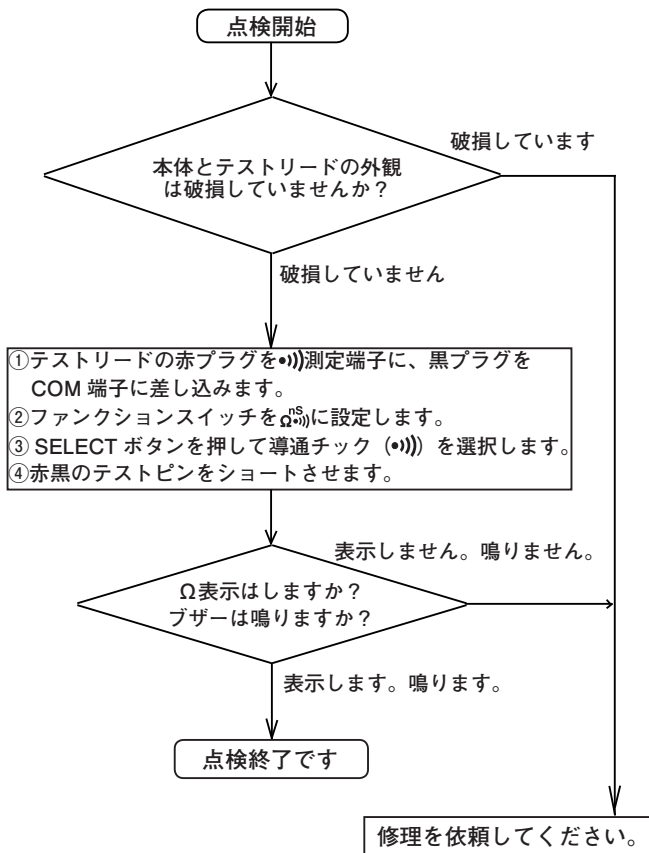 点検開始
本体とテストリードの外観
は破損していませんか？
破損しています
破損していません
①テストリードの赤プラグを•)))測定端子に、黒プラグを
COM 端子に差し込みます。
②ファンクションスイッチをΩnS•)))に設定します。
③ SELECT ボタンを押して導通チック（•)))）を選択します。
④赤黒のテストピンをショートさせます。
表示しません。鳴りません。
Ω表示はしますか？
ブザーは鳴りますか？
表示します。鳴ります。
点検終了です
修理を依頼してください。